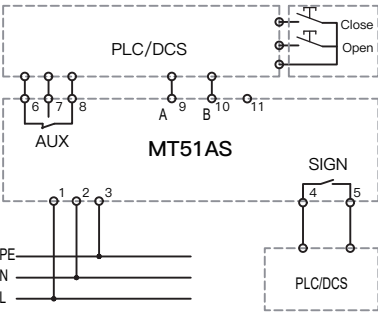 Close
PLC/DCS
Open
6 7 8 9 10 11
A B
AUX
MT51AS
SIGN
1 2 3 4 5
PE
N
L
PLC/DCS